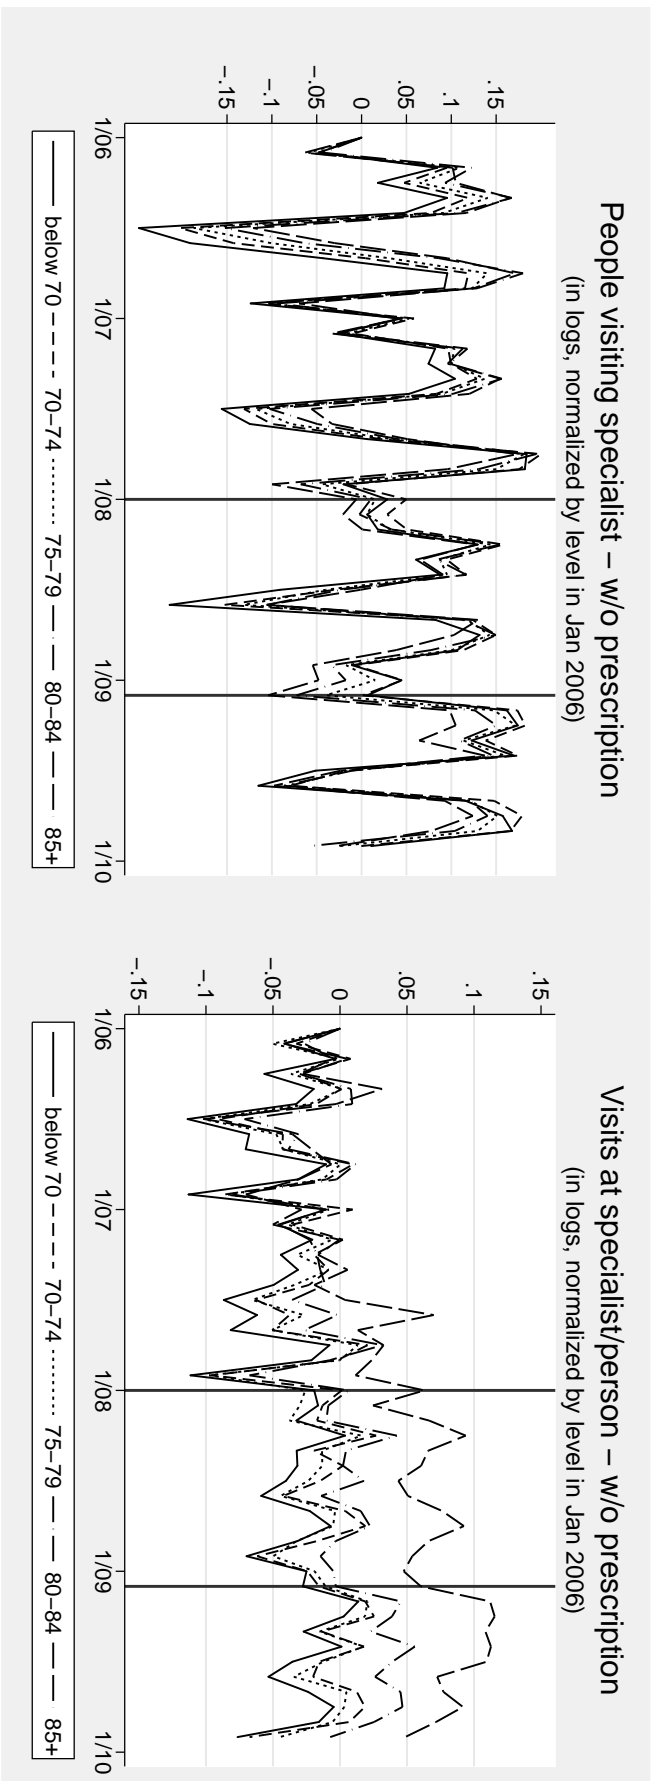 People visiting specialist – w/o prescription
(in logs, normalized by level in Jan 2006)
.15
.1
.05
0
−.05
−.1
−.15
1/06 1/07 1/08 1/09 1/10
below 70 70−74 75−79 80−84 85+
Visits at specialist/person – w/o prescription
(in logs, normalized by level in Jan 2006)
.15
.1
.05
0
−.05
−.1
−.15
1/06 1/07 1/08 1/09 1/10
below 70 70−74 75−79 80−84 85+